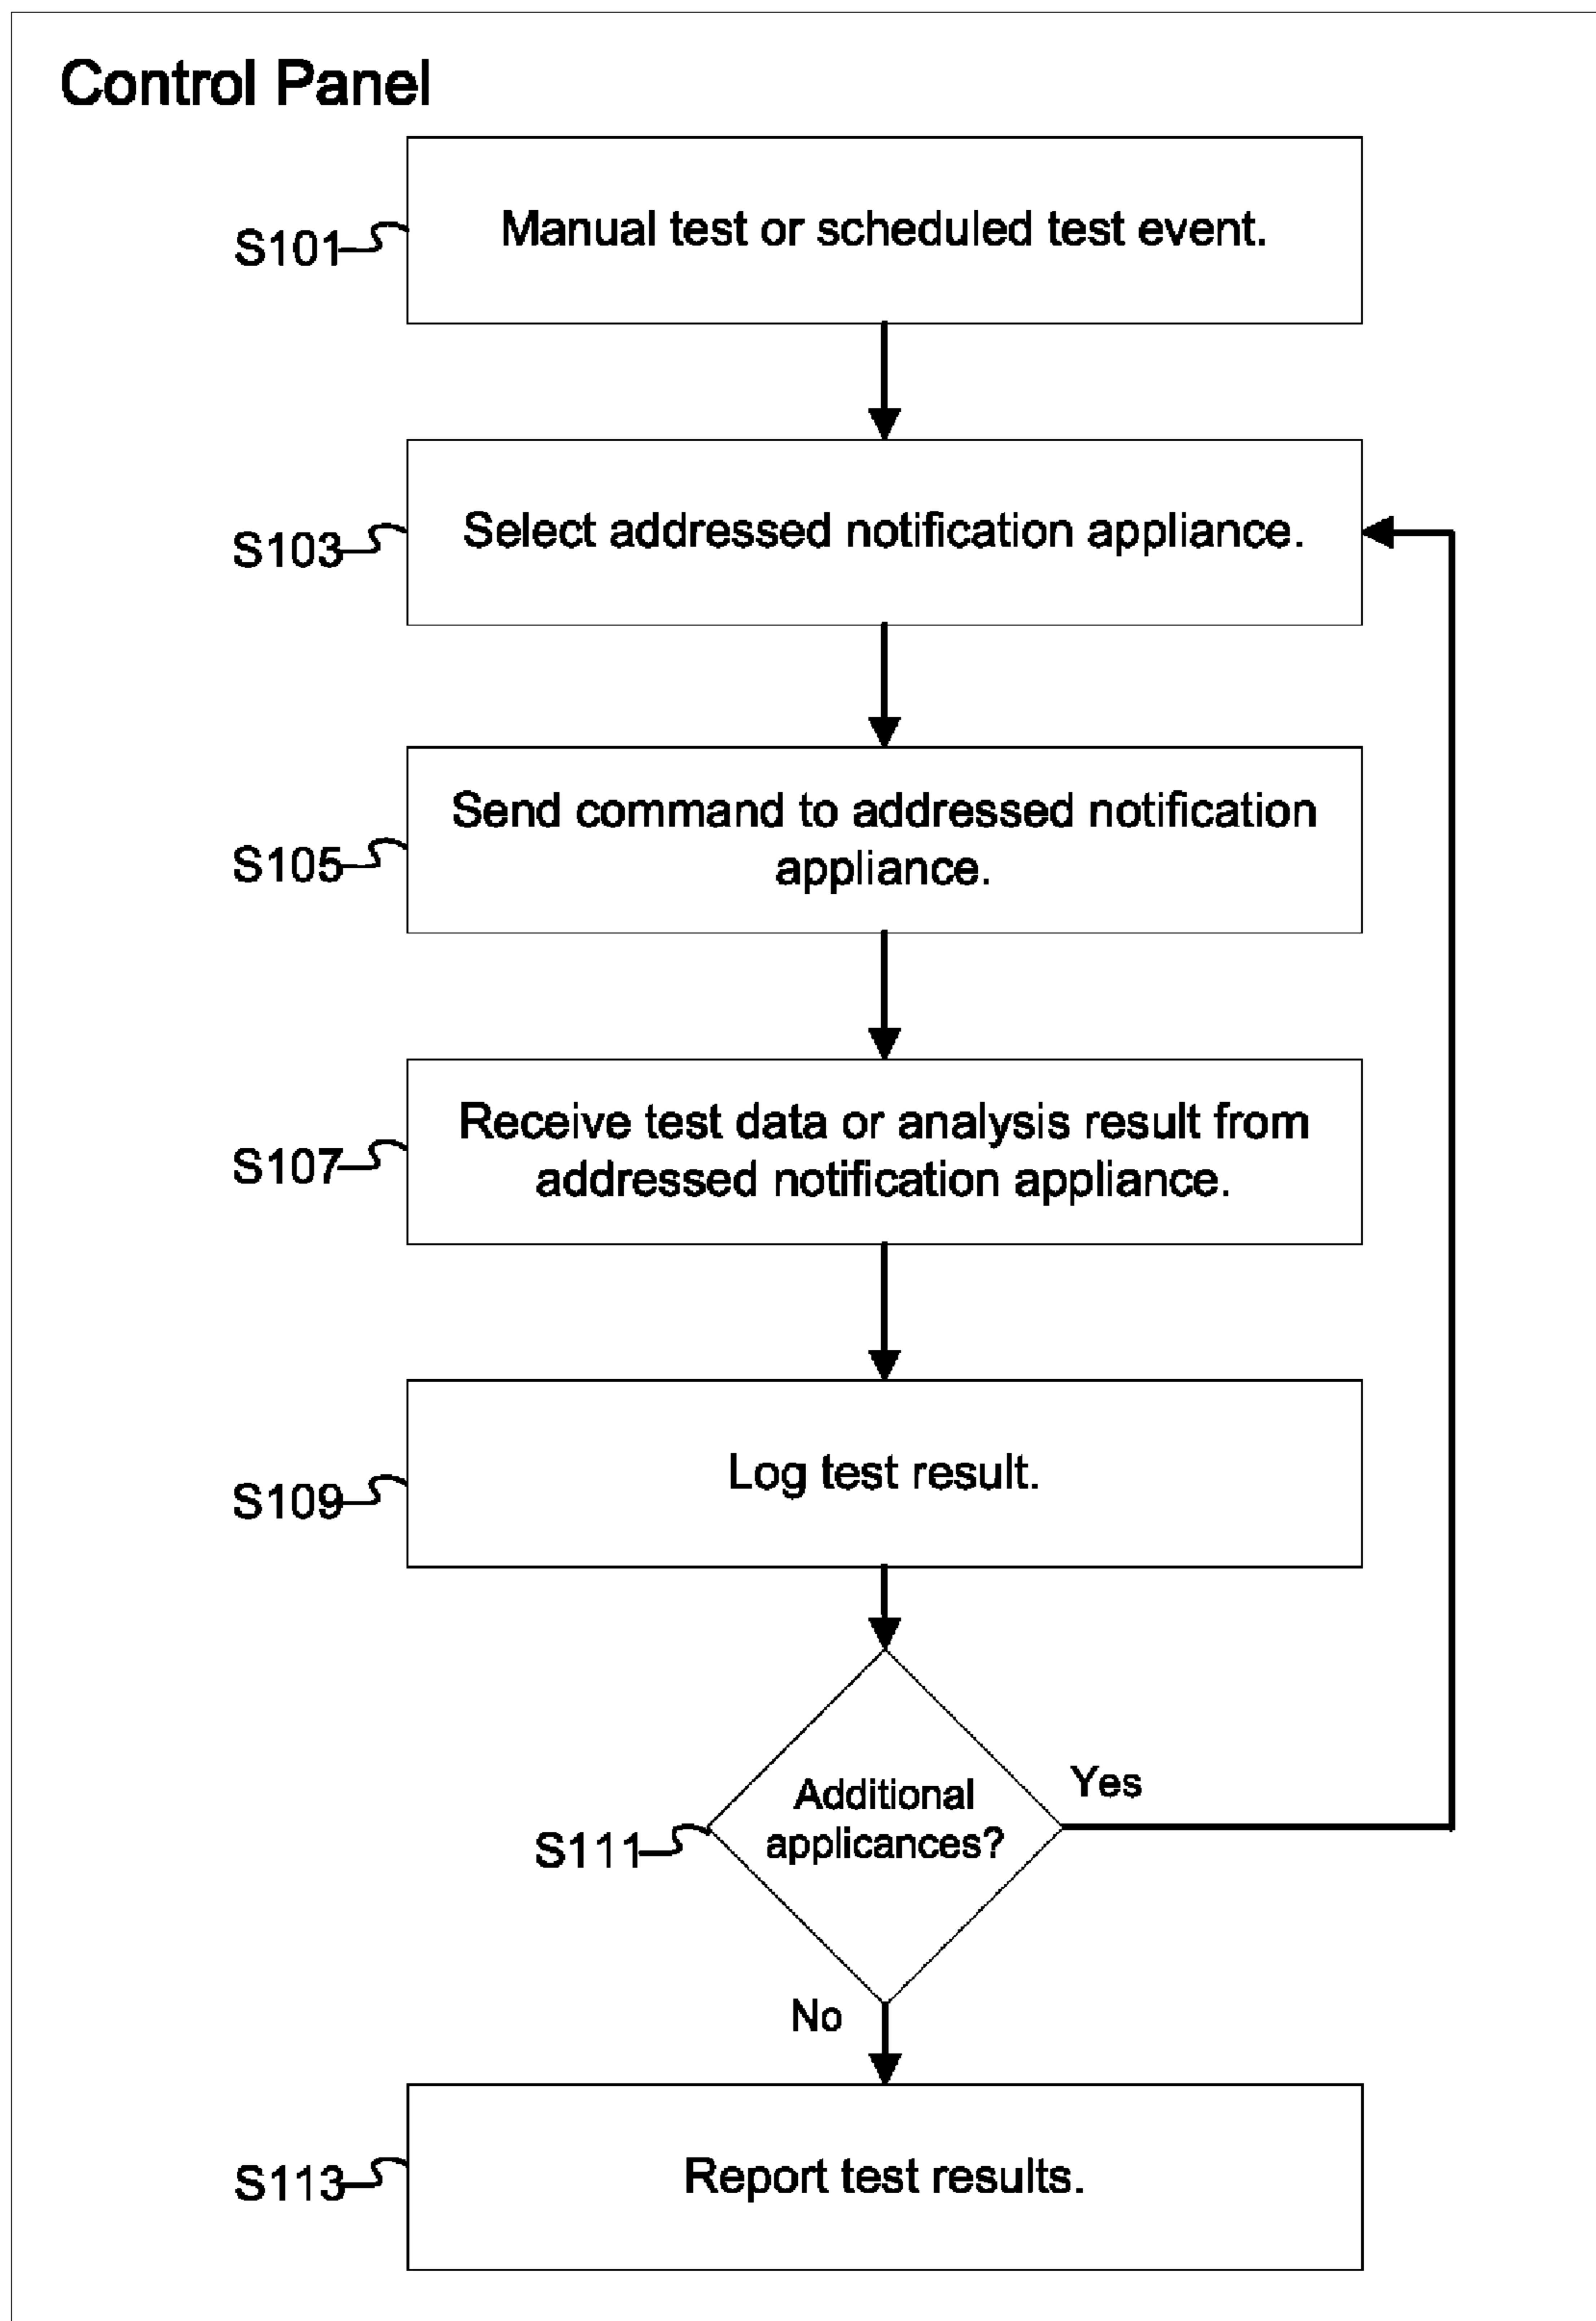 Control Panel
S101
Manual test or scheduled test event.
S103
Select addressed notification appliance.
S105
Send command to addressed notification
appliance.
S107
Receive test data or analysis result from
addressed notification appliance.
S109
Log test result.
S111
Additional
applicances?
Yes
No
S113
Report test results.